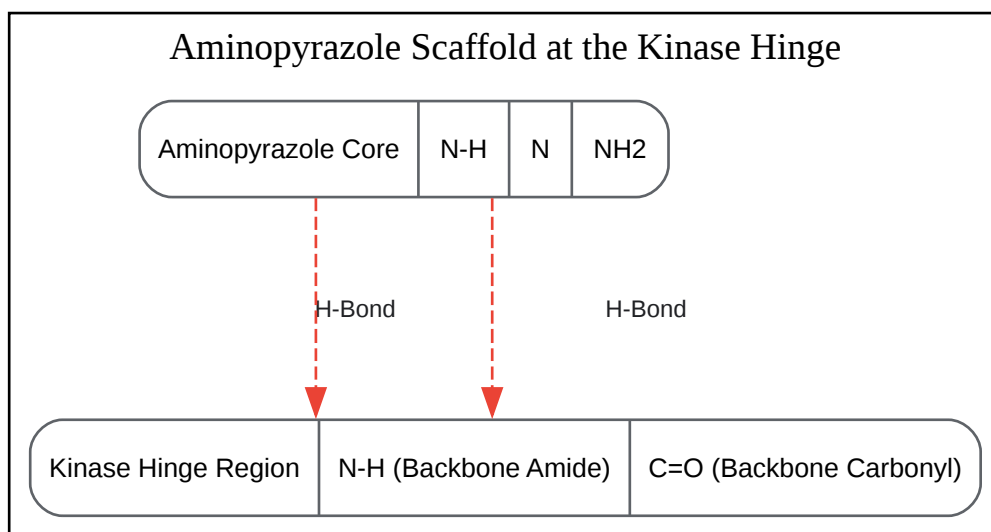 Aminopyrazole Scaffold at the Kinase Hinge
Aminopyrazole Core N-H N NH2
H-Bond H-Bond
Kinase Hinge Region N-H (Backbone Amide) C=O (Backbone Carbonyl)